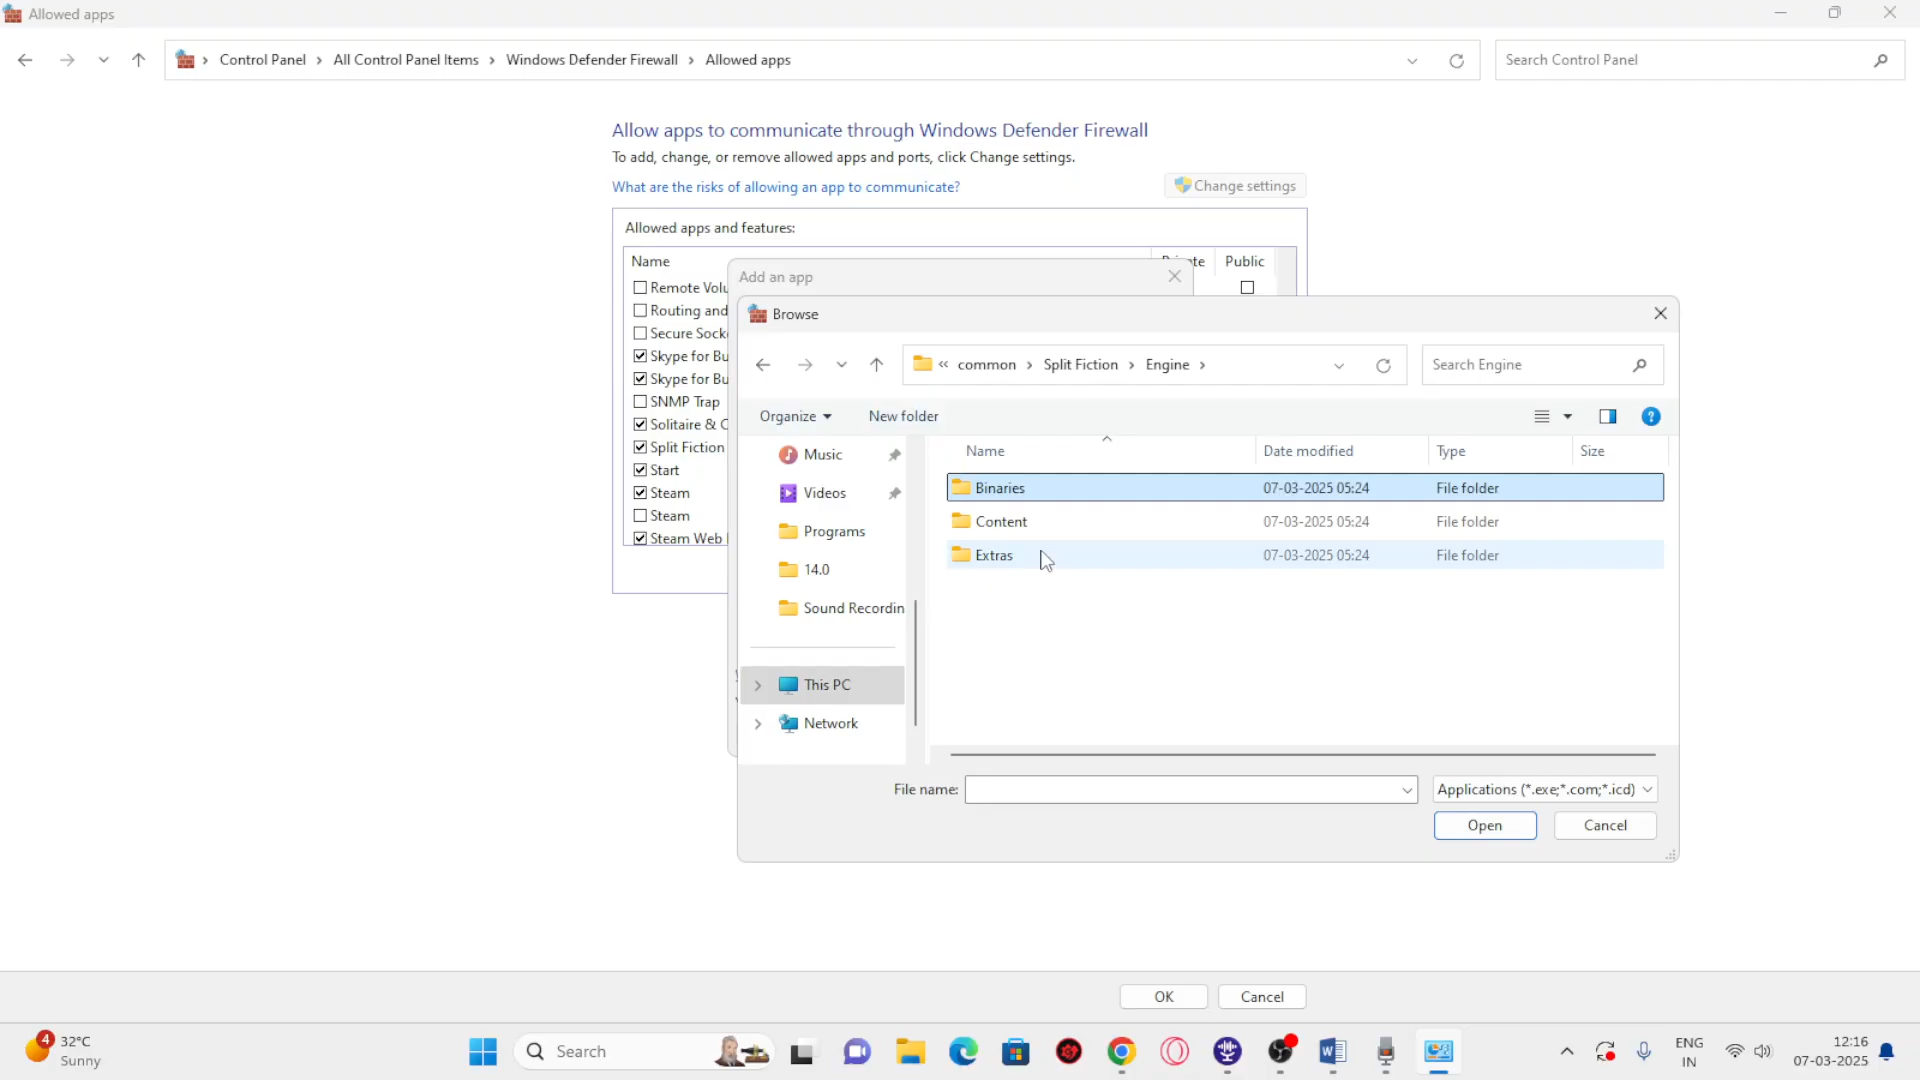 Allowed apps
Control Panel > All Control Panel Items > Windows Defender Firewall > Allowed apps
Search Control Panel
Allow apps to communicate through Windows Defender Firewall
To add, change, or remove allowed apps and ports, click Change settings.
What are the risks of allowing an app to communicate?
Change settings
Allowed apps and features:
Name
Public
Remote Volu
Routing and
Secure Socke
Skype for Bu
Skype for Bu
SNMP Trap
Solitaire & C
Split Fiction
Start
Steam
Steam
Steam Web
Add an app
Browse
« common > Split Fiction > Engine >
Search Engine
Organize
New folder
Music
Videos
Programs
14.0
Sound Recordin
This PC
Network
Name Date modified Type Size
Binaries 07-03-2025 05:24 File folder
Content 07-03-2025 05:24 File folder
Extras 07-03-2025 05:24 File folder
File name:
Applications (*.exe;*.com;*.icd)
Open
Cancel
OK
Cancel
4
32°C
Sunny
Search
ENG
IN
12:16
07-03-2025